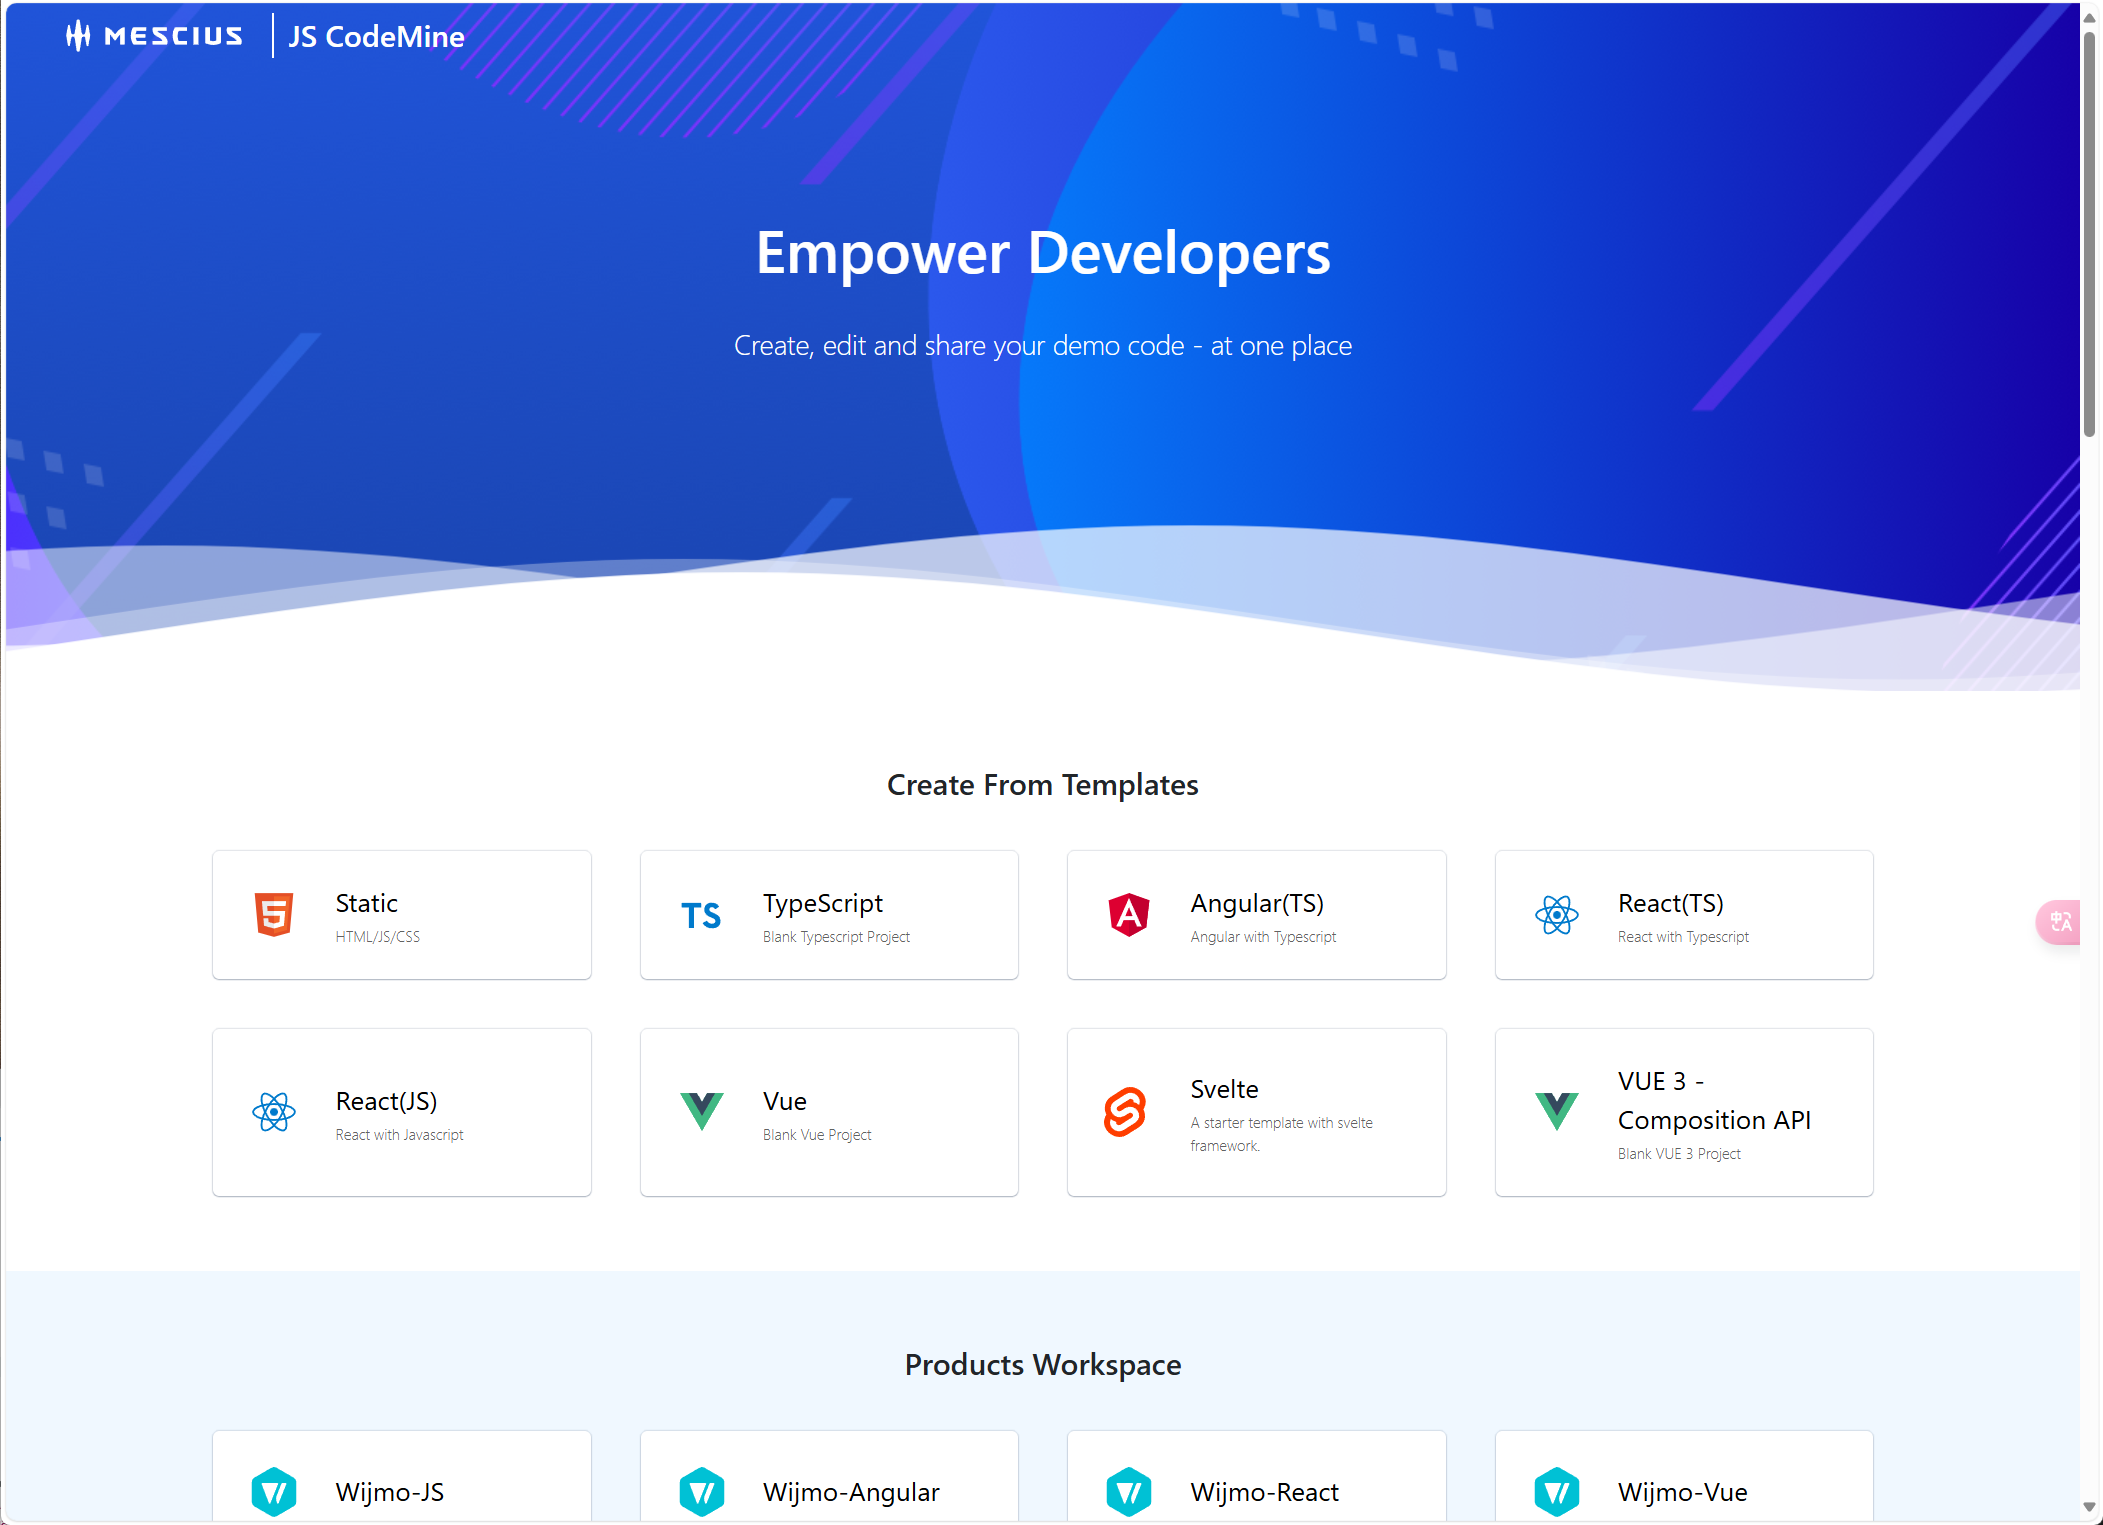 MESCIUS
JS CodeMine
Empower Developers
Create, edit and share your demo code - at one place
Create From Templates
Static
HTML/JS/CSS
TS
TypeScript
Blank Typescript Project
Angular(TS)
Angular with Typescript
React(TS)
React with Typescript
React(JS)
React with Javascript
Vue
Blank Vue Project
Svelte
A starter template with svelte
framework.
VUE 3 -
Composition API
Blank VUE 3 Project
Products Workspace
Wijmo-JS
Wijmo-Angular
Wijmo-React
Wijmo-Vue